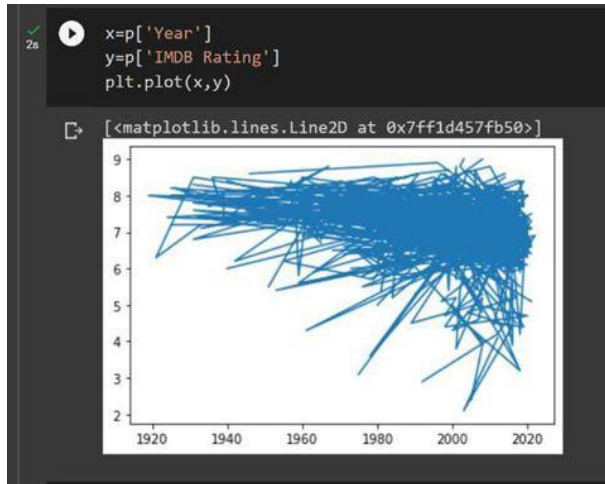 2s
x=p['Year']
y=p['IMDB Rating']
plt.plot(x,y)
[<matplotlib.lines.Line2D at 0x7ff1d457fb50>]
9
8
7
6
5
4
3
2
1920 1940 1960 1980 2000 2020